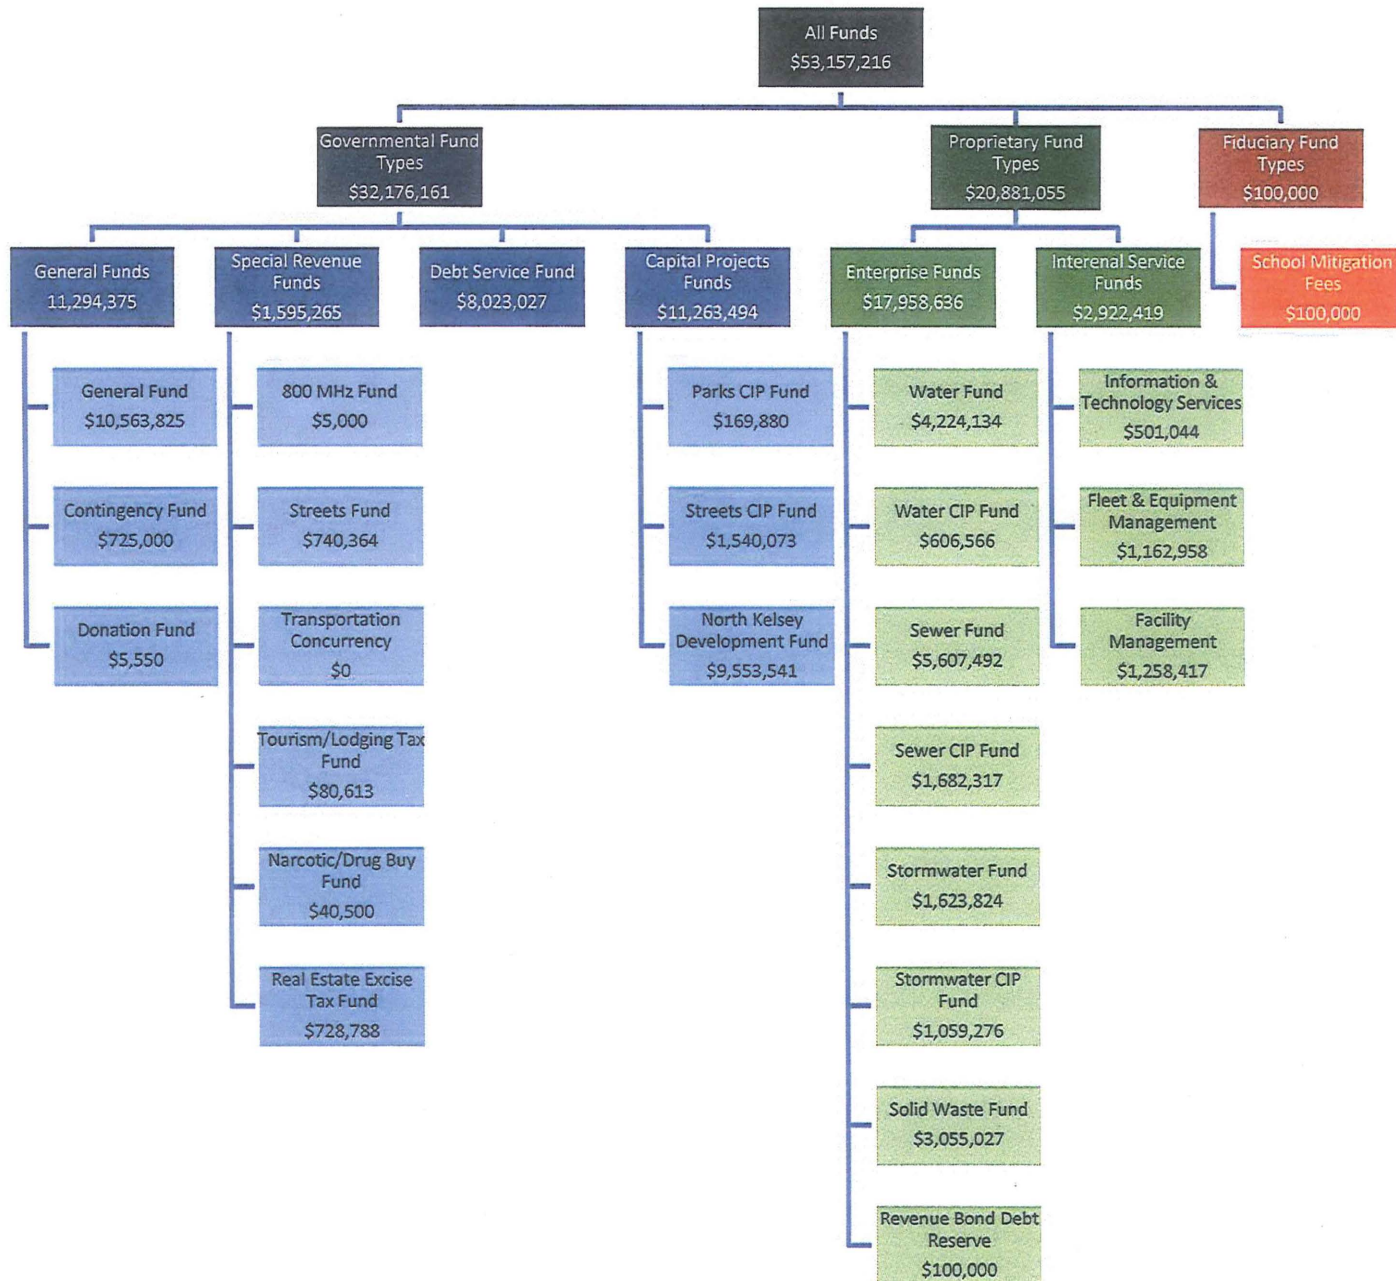 All Funds
$53,157,216
Governmental Fund
Types
$32,176,161
Proprietary Fund
Types
$20,881,055
Fiduciary Fund
Types
$100,000
General Funds
11,294,375
Special Revenue
Funds
$1,595,265
Debt Service Fund
$8,023,027
Capital Projects
Funds
$11,263,494
Enterprise Funds
$17,958,636
Interenal Service
Funds
$2,922,419
School Mitigation
Fees
$100,000
General Fund
$10,563,825
Contingency Fund
$725,000
Donation Fund
$5,550
800 MHz Fund
$5,000
Streets Fund
$740,364
Transportation
Concurrency
$0
Tourism/Lodging Tax
Fund
$80,613
Narcotic/Drug Buy
Fund
$40,500
Real Estate Excise
Tax Fund
$728,788
Parks CIP Fund
$169,880
Streets CIP Fund
$1,540,073
North Kelsey
Development Fund
$9,553,541
Water Fund
$4,224,134
Water CIP Fund
$606,566
Sewer Fund
$5,607,492
Sewer CIP Fund
$1,682,317
Stormwater Fund
$1,623,824
Stormwater CIP
Fund
$1,059,276
Solid Waste Fund
$3,055,027
Revenue Bond Debt
Reserve
$100,000
Information &
Technology Services
$501,044
Fleet & Equipment
Management
$1,162,958
Facility
Management
$1,258,417